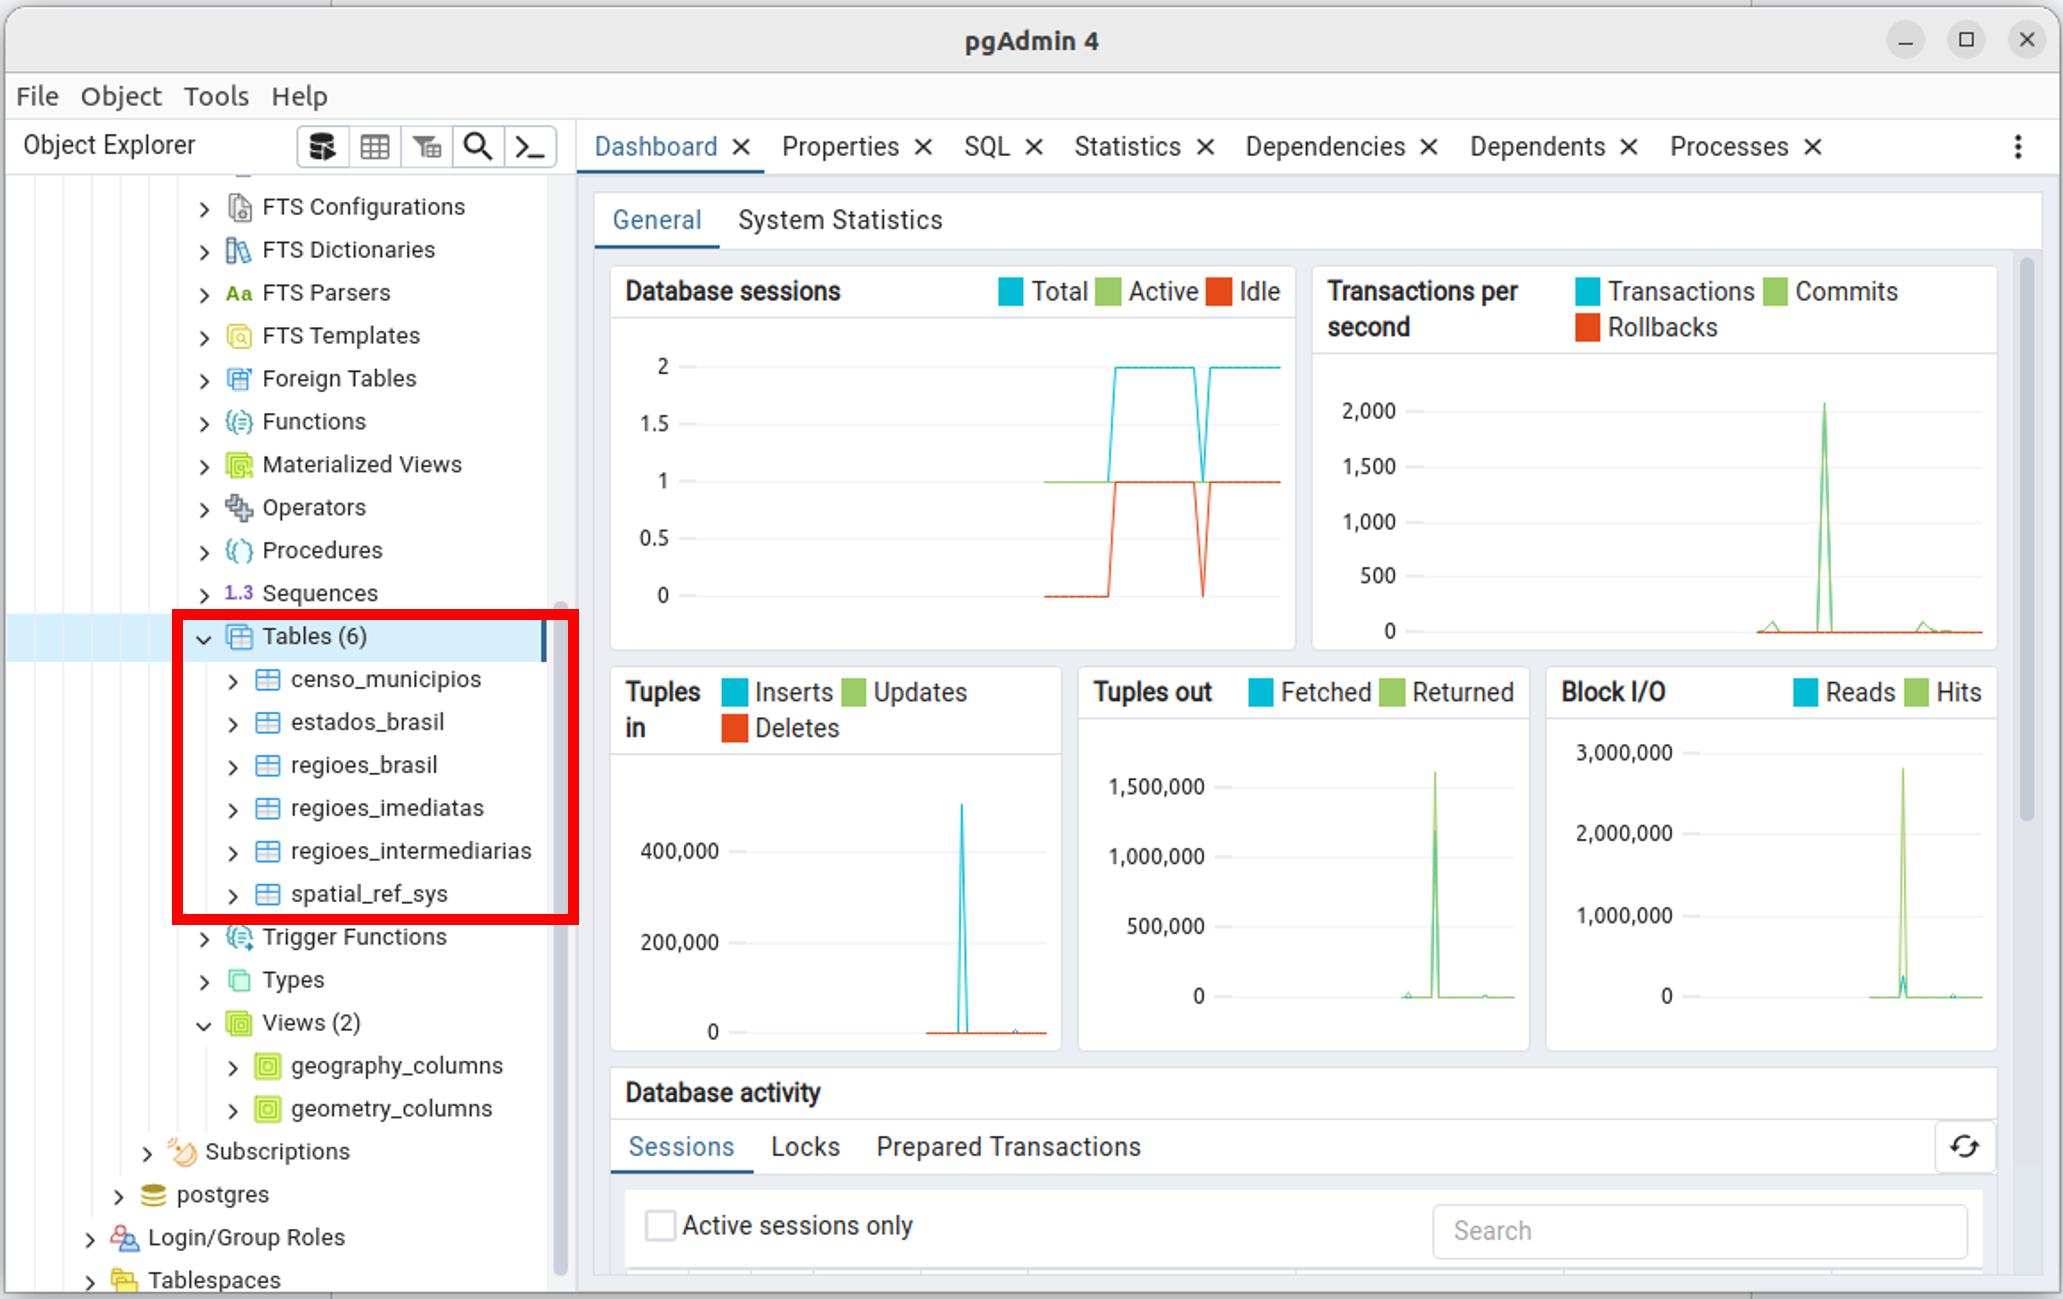 pgAdmin 4
File Object Tools Help
Object Explorer
FTS Configurations
FTS Dictionaries
Aa FTS Parsers
FTS Templates
Foreign Tables
Functions
Materialized Views
Operators
Procedures
1..3 Sequences
Tables (6)
censo_municipios
estados_brasil
regioes_brasil
regioes_imediatas
regioes_intermediarias
spatial_ref_sys
Trigger Functions
Types
Views (2)
geography_columns
geometry_columns
Subscriptions
postgres
Login/Group Roles
Tablespaces
Dashboard Properties SQL Statistics Dependencies Dependents Processes
General System Statistics
Database sessions Total Active Idle
2
1.5
1
0.5
0
Transactions per second Transactions Commits
Rollbacks
2,000
1,500
1,000
500
0
Tuples in Inserts Updates
Deletes
400,000
200,000
0
Tuples out Fetched Returned
1,500,000
1,000,000
500,000
0
Block I/O Reads Hits
3,000,000
2,000,000
1,000,000
0
Database activity
Sessions Locks Prepared Transactions
Active sessions only Search